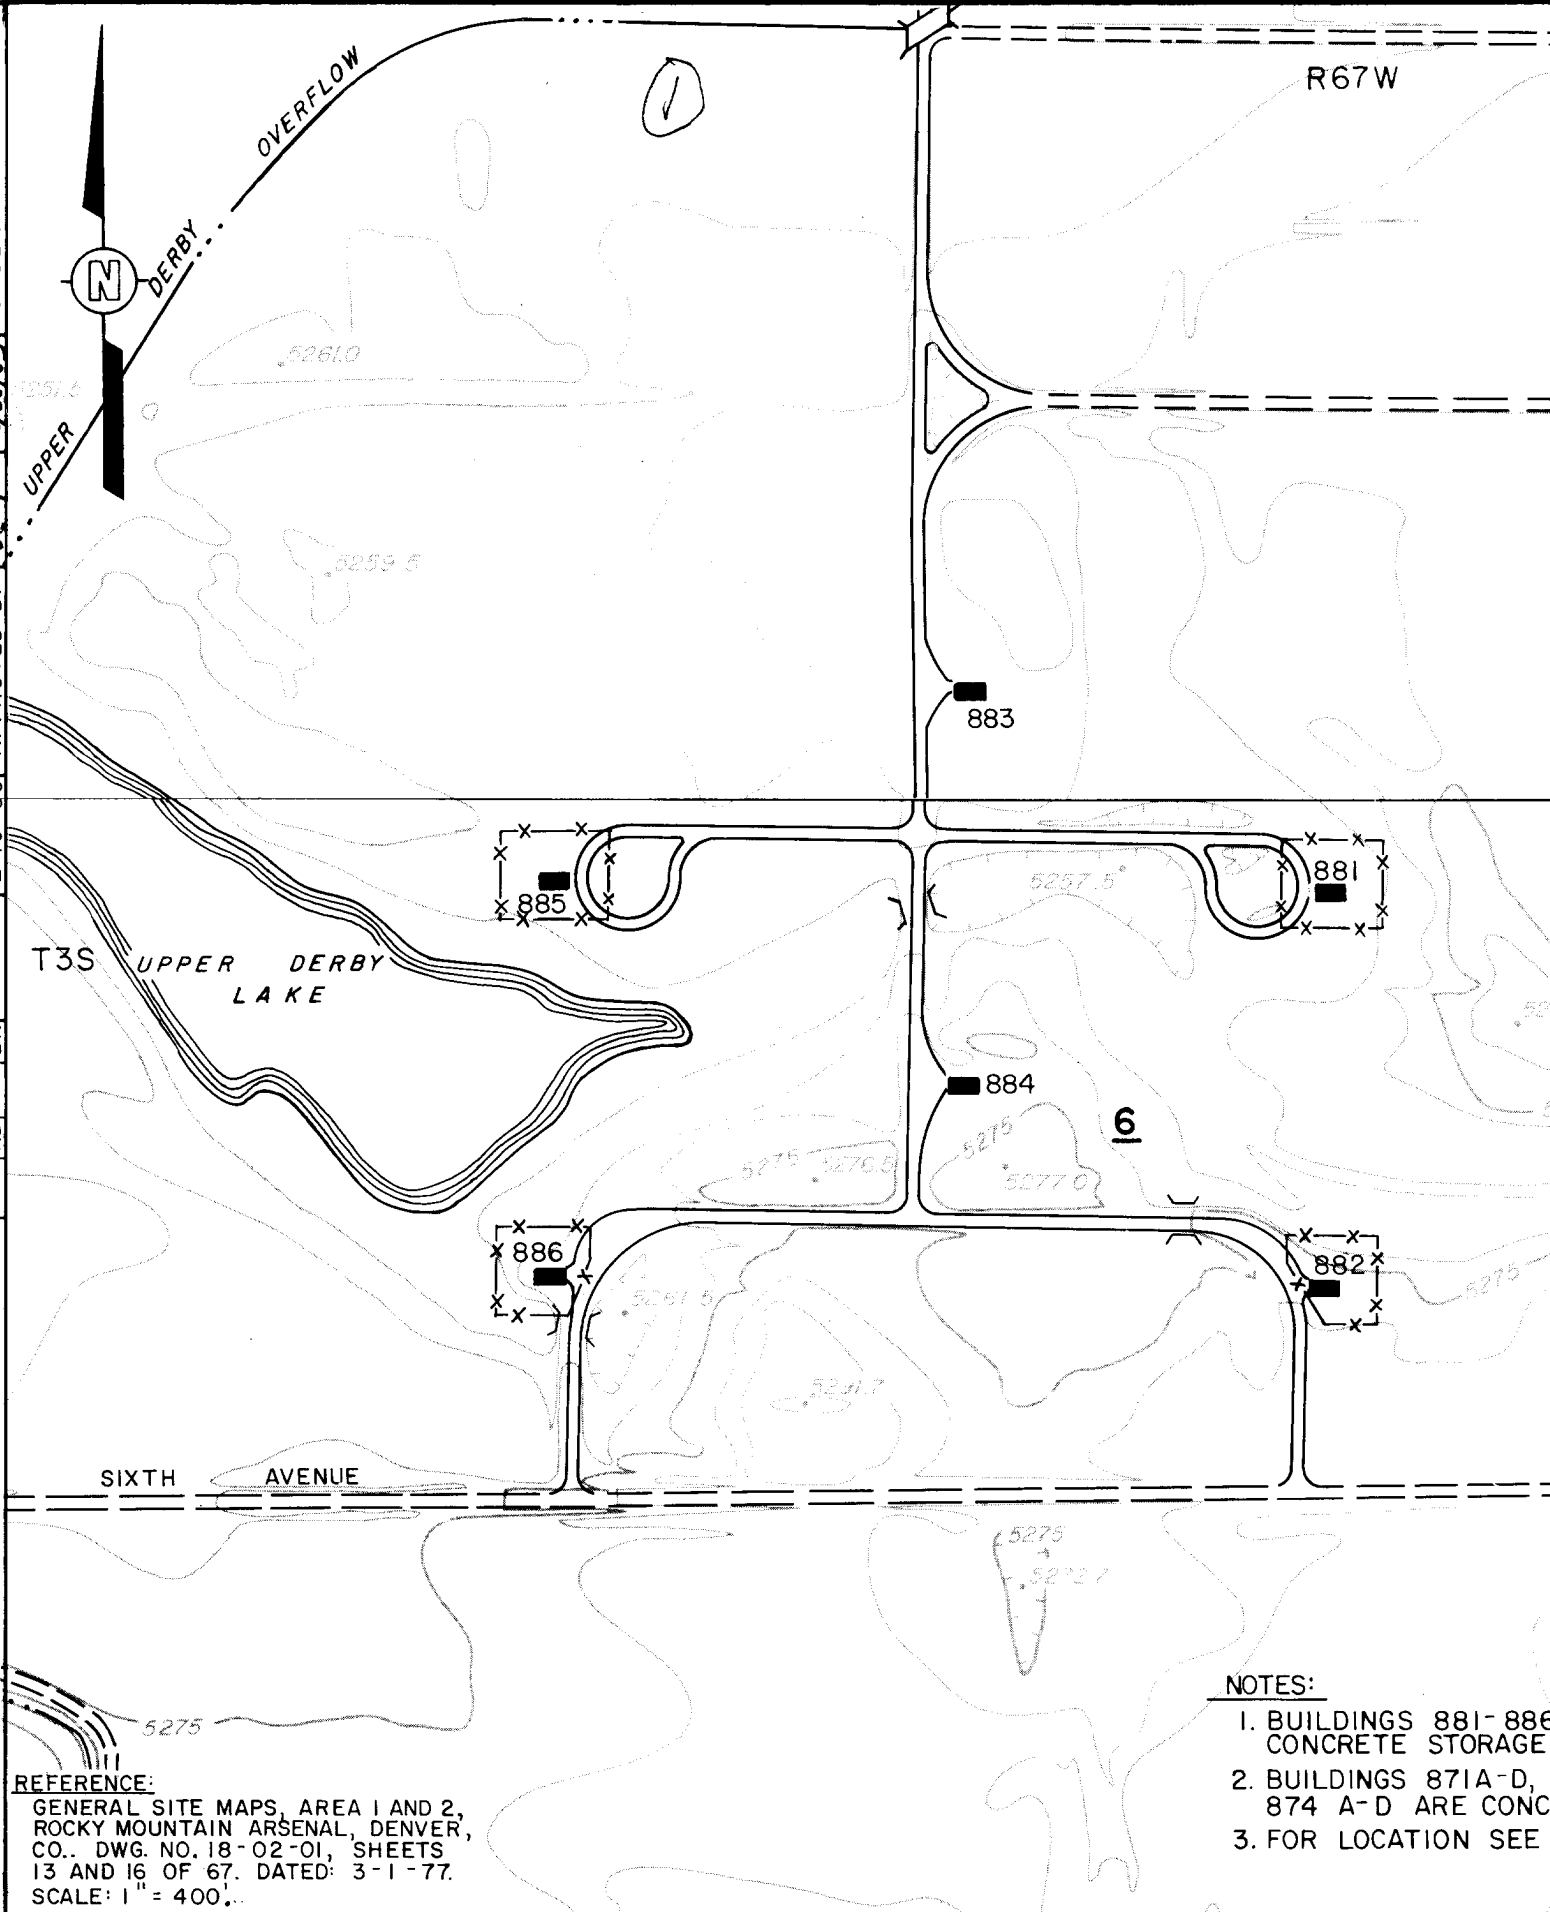 R67W
OVERFLOW
DERBY
UPPER
N
5261.0
5259.5
883
881
5257.5
885
T3S
UPPER DERBY
LAKE
884
6
5275
5275
5276.5
5277.0
886
882
5275
5261.5
SIXTH AVENUE
5275
5275
NOTES:
1. BUILDINGS 881-886
CONCRETE STORAGE
2. BUILDINGS 871A-D,
874 A-D ARE CONC
3. FOR LOCATION SEE
REFERENCE:
GENERAL SITE MAPS, AREA 1 AND 2,
ROCKY MOUNTAIN ARSENAL, DENVER,
CO.. DWG. NO. 18-02-01, SHEETS
13 AND 16 OF 67. DATED: 3-1-77.
SCALE: 1" = 400'.